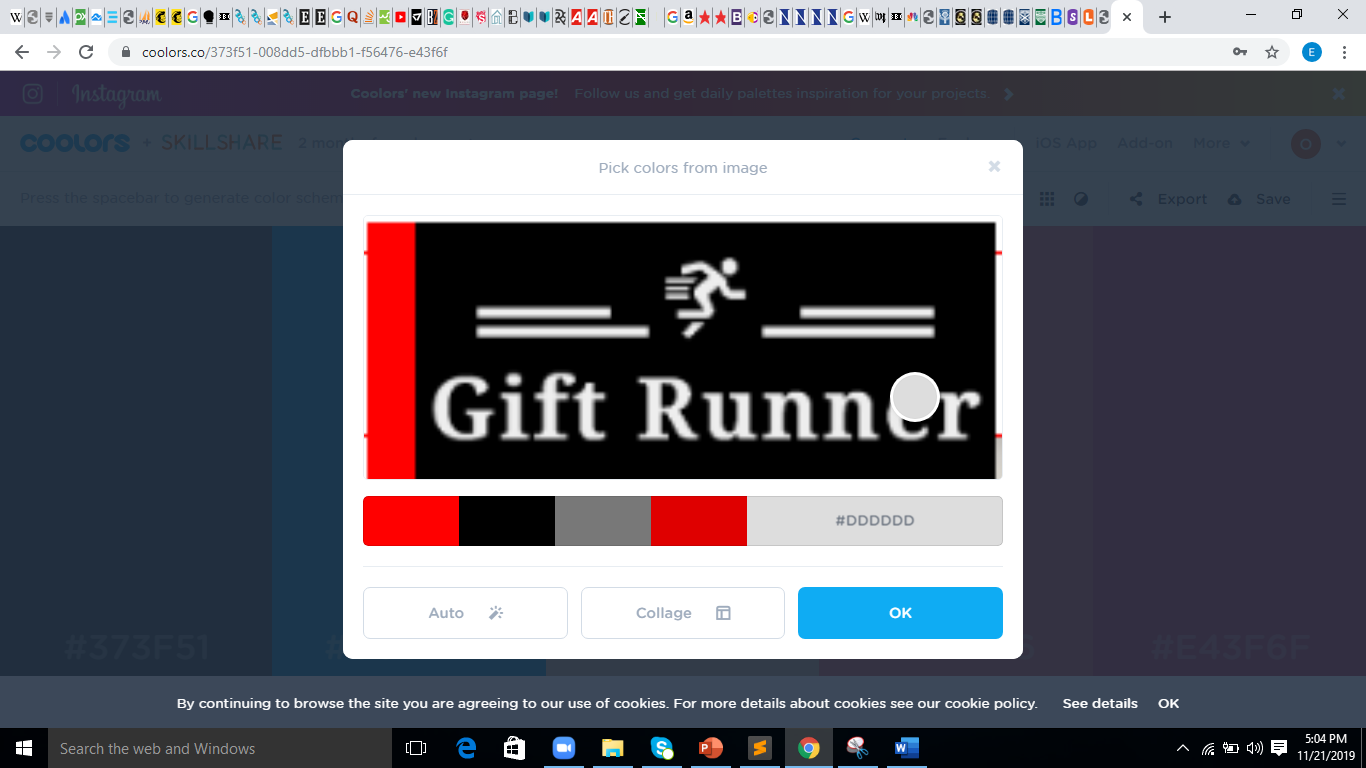 coolors.co/373f51-008dd5-dfbbb1-f56476-e43f6f
E
Instagram
Coolors' new Instagram page! Follow us and get daily palettes inspiration for your projects.
coolors + SKILLSHARE 2
iOS App Add-on More O
Press the spacebar to generate color
Export Save
Pick colors from image
Gift Runner
#DDDDDD
Auto Collage OK
#373F51 #E43F6F
By continuing to browse the site you are agreeing to our use of cookies. For more details about cookies see our cookie policy. See details OK
Search the web and Windows
5:04 PM
11/21/2019